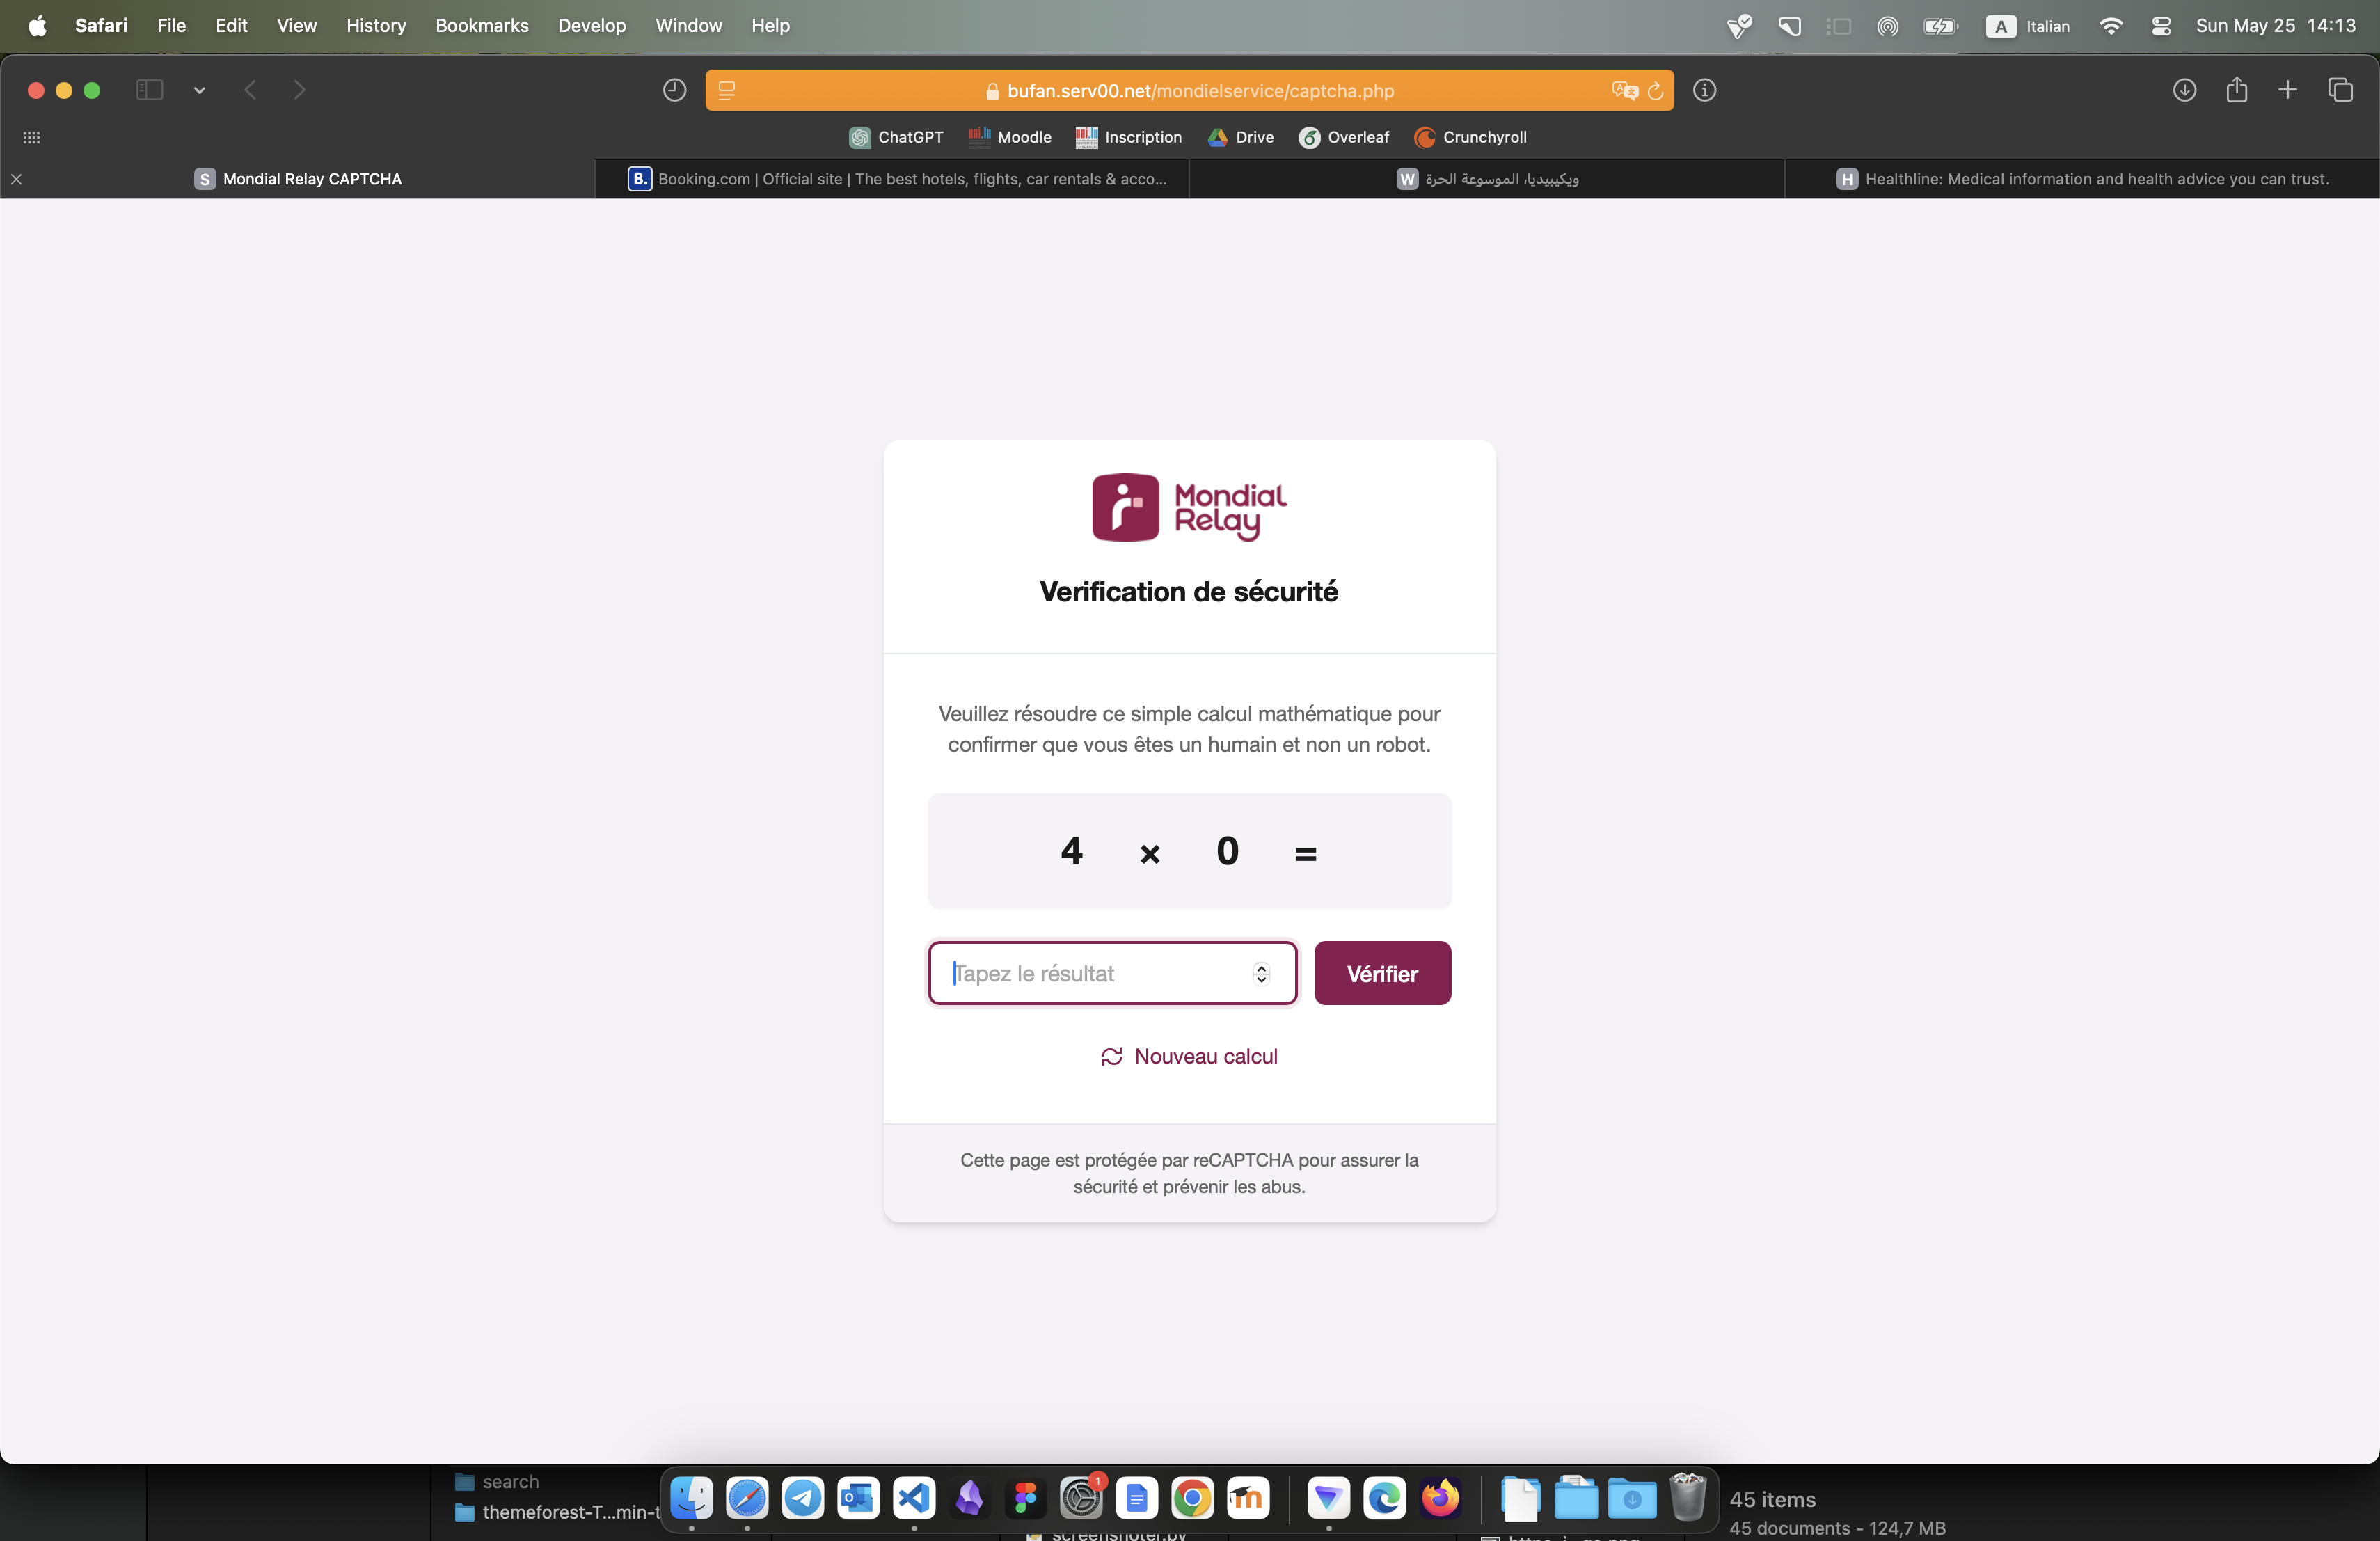 Safari File Edit View History Bookmarks Develop Window Help A Italian Sun May 25 14:13
bufan.serv00.net/mondielservice/captcha.php
ChatGPT Moodle Inscription Drive Overleaf Crunchyroll
S Mondial Relay CAPTCHA
B. Booking.com | Official site | The best hotels, flights, car rentals & acco...
W ويكيبيديا، الموسوعة الحرة
H Healthline: Medical information and health advice you can trust.
Mondial
Relay
Verification de sécurité
Veuillez résoudre ce simple calcul mathématique pour
confirmer que vous êtes un humain et non un robot.
4 × 0 =
Tapez le résultat
Vérifier
Nouveau calcul
Cette page est protégée par reCAPTCHA pour assurer la
sécurité et prévenir les abus.
search
themeforest-T...min-t
1
45 items
45 documents - 124,7 MB
screenshoter.py